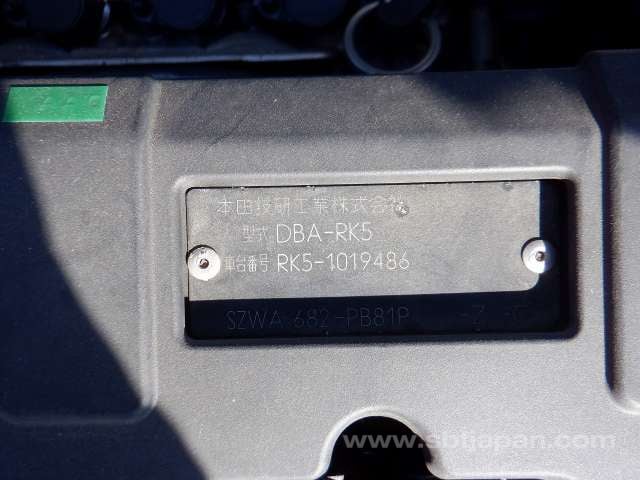 本田技研工業株式会社
型式 DBA-RK5
車台番号 RK5-1019486
SZWA 682-PB81P
www.sbtjapan.com